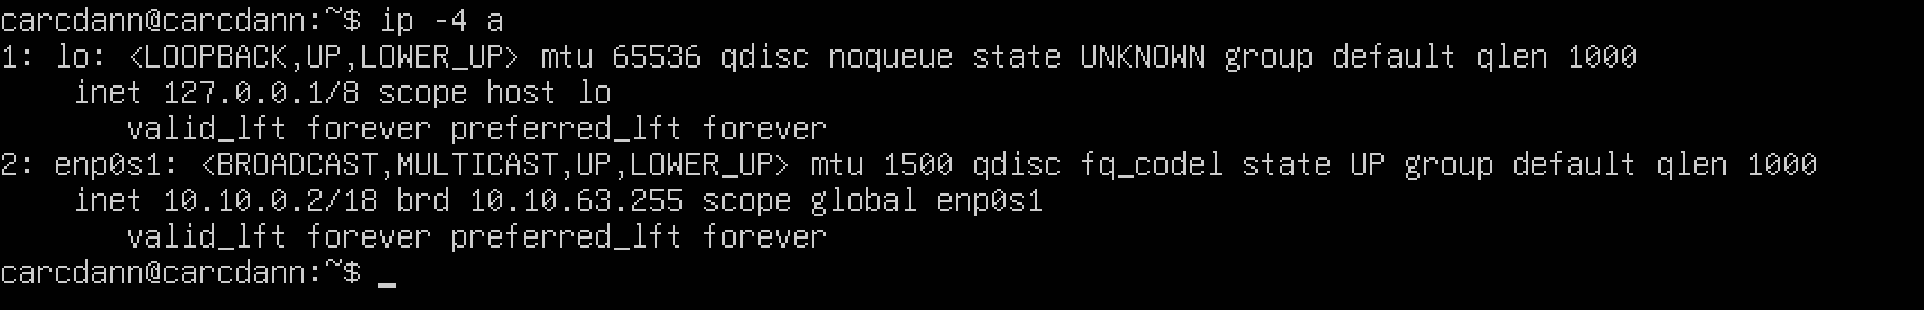 carcdann@carcdann:~$ ip -4 a
1: lo: <LOOPBACK,UP,LOWER_UP> mtu 65536 qdisc noqueue state UNKNOWN group default qlen 1000
    inet 127.0.0.1/8 scope host lo
       valid_lft forever preferred_lft forever
2: enp0s1: <BROADCAST,MULTICAST,UP,LOWER_UP> mtu 1500 qdisc fq_codel state UP group default qlen 1000
    inet 10.10.0.2/18 brd 10.10.63.255 scope global enp0s1
       valid_lft forever preferred_lft forever
carcdann@carcdann:~$ _